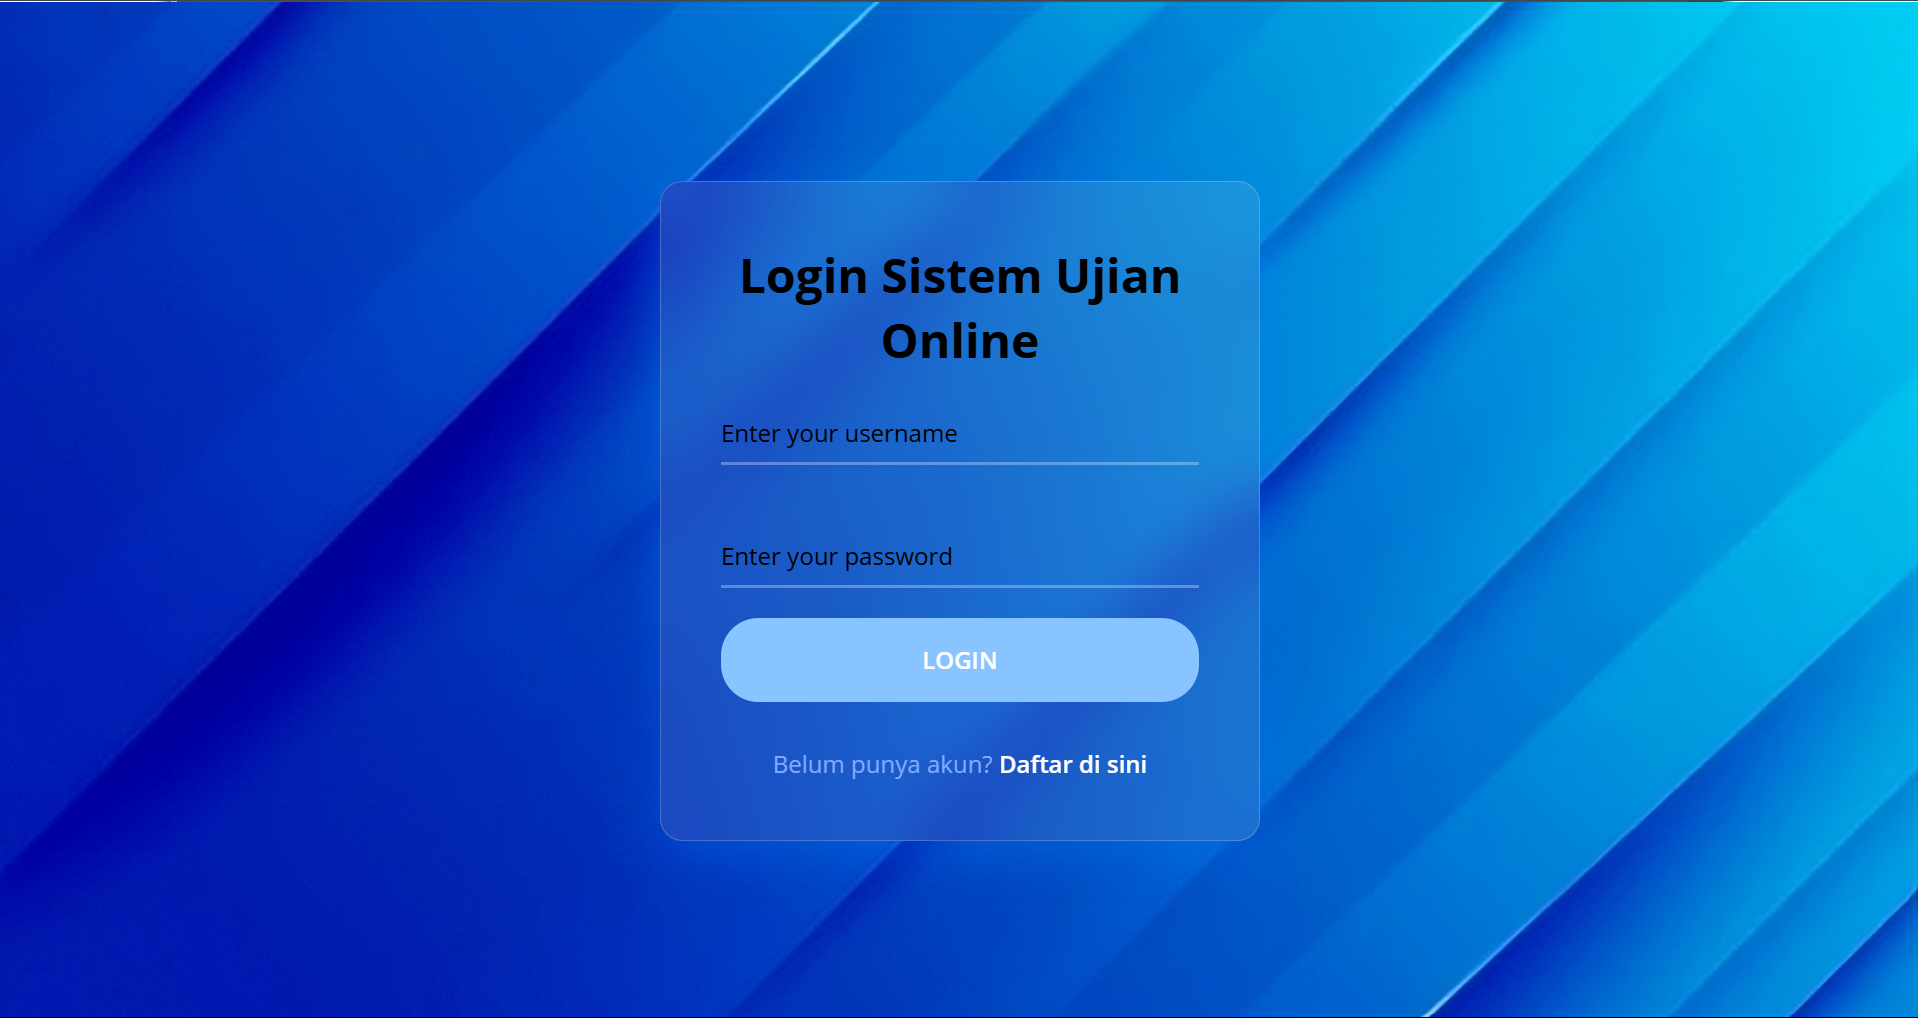 Login Sistem Ujian
Online
Enter your username
Enter your password
LOGIN
Belum punya akun? Daftar di sini